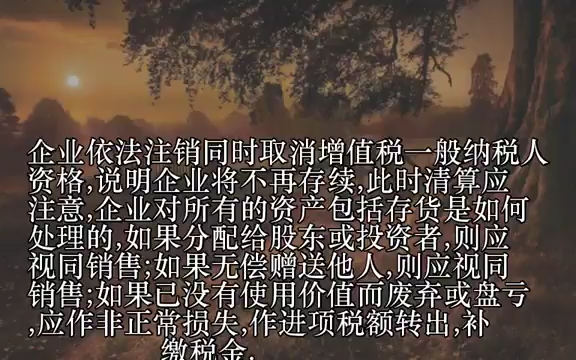 企业依法注销同时取消增值税一般纳税人
资格,说明企业将不再存续,此时清算应
注意,企业对所有的资产包括存货是如何
处理的,如果分配给股东或投资者,则应
视同销售;如果无偿赠送他人,则应视同
销售;如果已没有使用价值而废弃或盘亏
,应作非正常损失,作进项税额转出,补
缴税金.